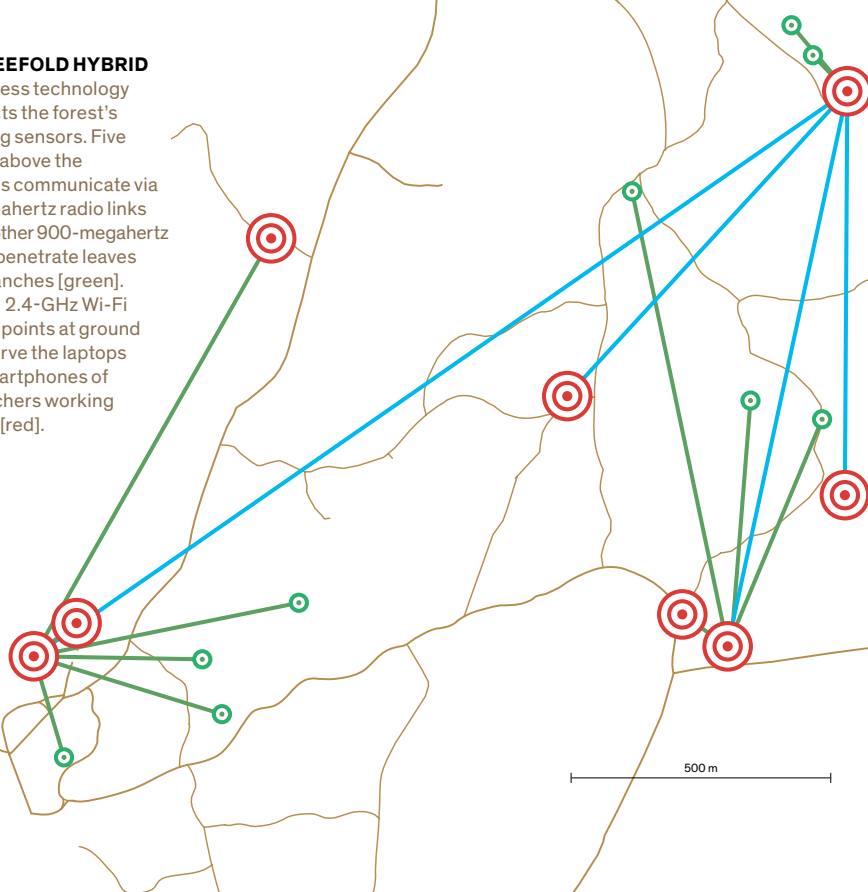 EEFOLD HYBRID
ess technology
ts the forest's
g sensors. Five
above the
s communicate via
ahertz radio links
ther 900-megahertz
penetrate leaves
anches [green].
2.4-GHz Wi-Fi
points at ground
rve the laptops
artphones of
chers working
[red].
500 m